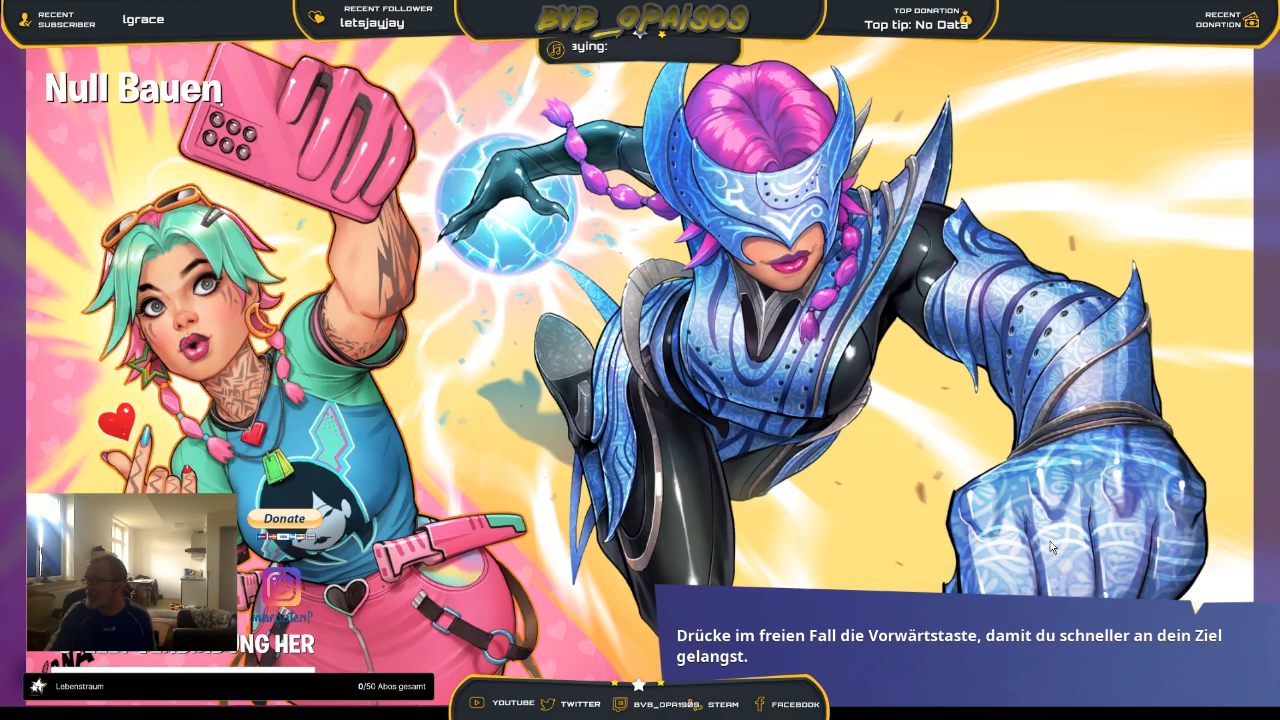 RECENT
SUBSCRIBER
lgrace
RECENT FOLLOWER
letsjayjay
BVB_OPA1909
aying:
TOP DONATION
Top tip: No Data
RECENT
DONATION
Null Bauen
Donate
UNG HER
Drücke im freien Fall die Vorwärtstaste, damit du schneller an dein Ziel
gelangst.
Lebenstraum
0/50 Abos gesamt
YOUTUBE
TWITTER
BVB_OPA1909
STEAM
FACEBOOK